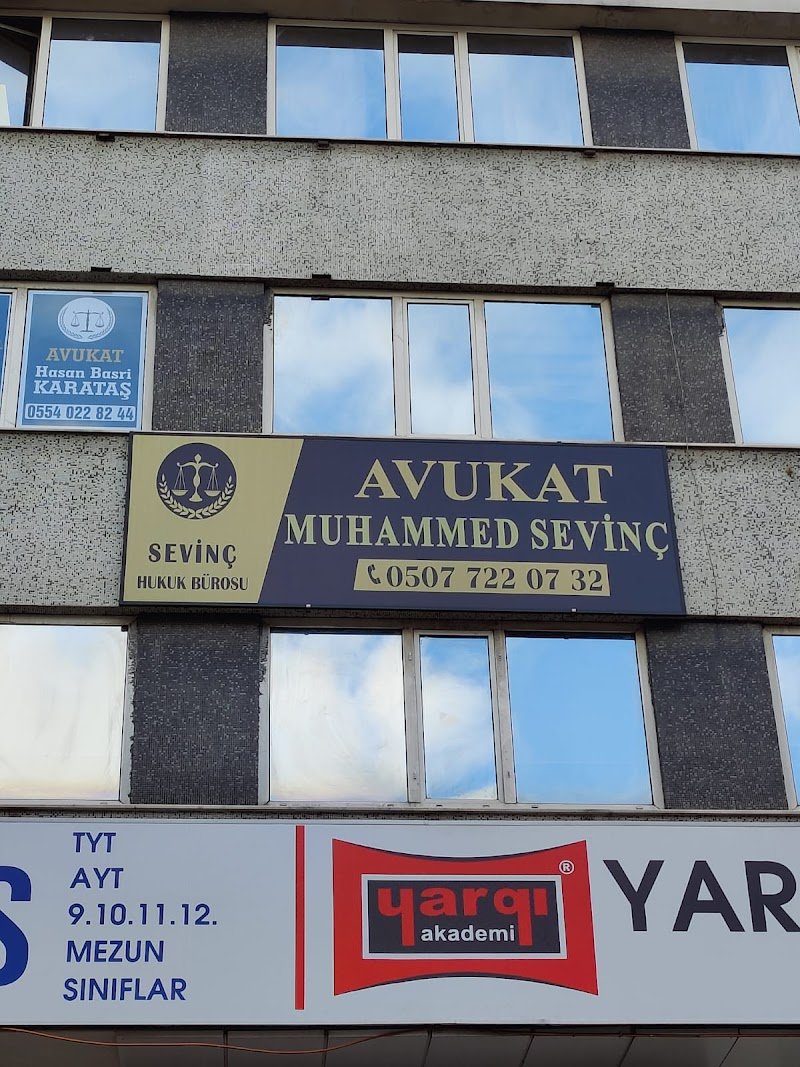 AVUKAT
Hasan Basri
KARATAŞ
0554 022 82 44
SEVİNÇ
HUKUK BÜROSU
AVUKAT
MUHAMMED SEVİNÇ
0507 722 07 32
S
TYT
AYT
9.10.11.12.
MEZUN
SINIFLAR
yargı
akademi
®
YAR